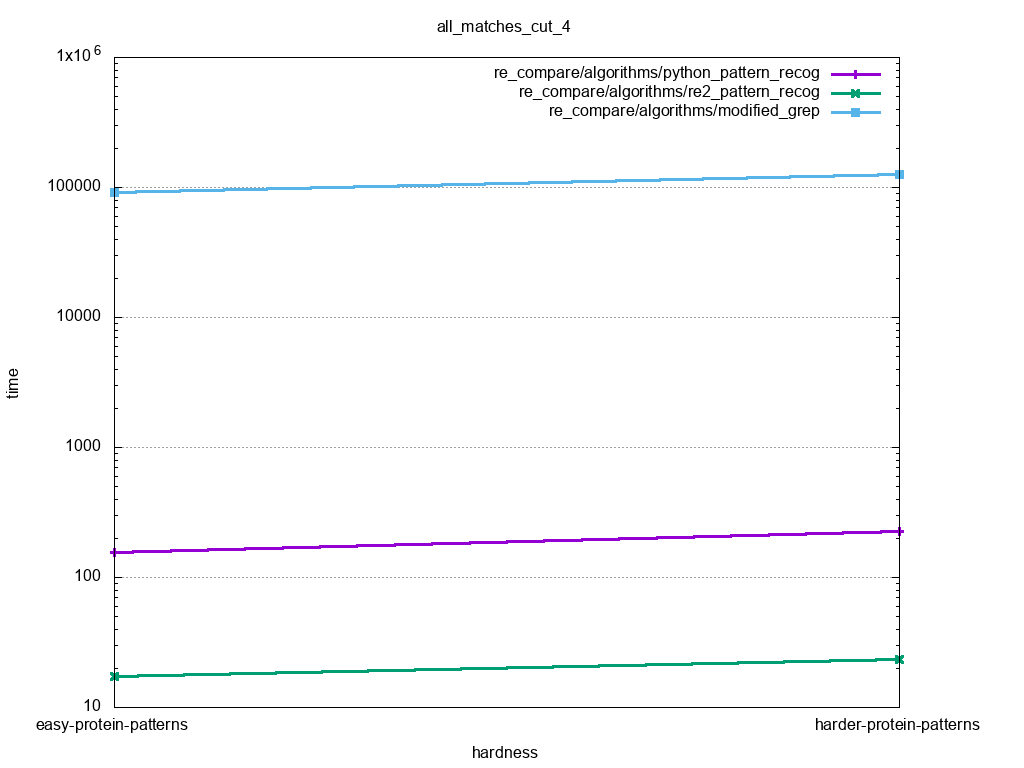 all_matches_cut_4
re_compare/algorithms/python_pattern_recog
re_compare/algorithms/re2_pattern_recog
re_compare/algorithms/modified_grep
1x10^6
100000
10000
1000
100
10
time
easy-protein-patterns
harder-protein-patterns
hardness